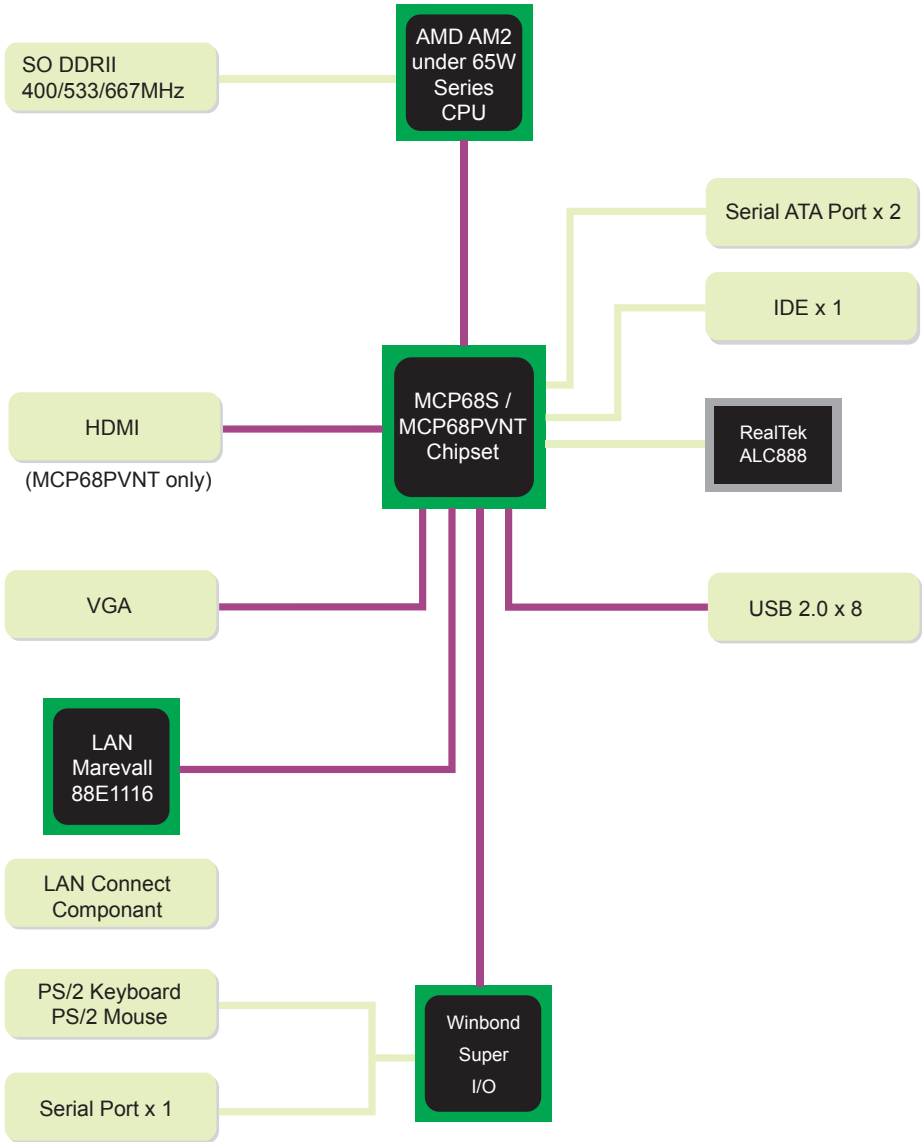 AMD AM2
under 65W
Series
CPU
SO DDRII
400/533/667MHz
Serial ATA Port x 2
IDE x 1
MCP68S /
MCP68PVNT
Chipset
HDMI
(MCP68PVNT only)
RealTek
ALC888
VGA
USB 2.0 x 8
LAN
Marevall
88E1116
LAN Connect
Componant
PS/2 Keyboard
PS/2 Mouse
Winbond
Super
I/O
Serial Port x 1